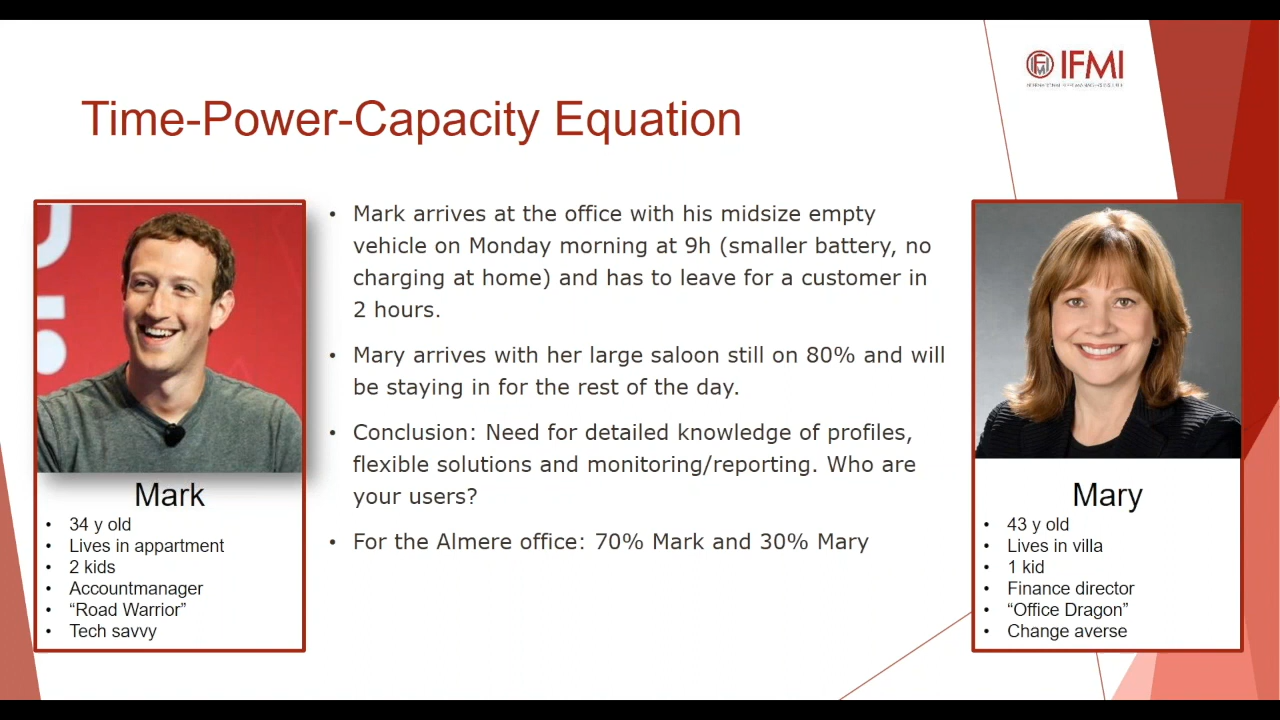 IFMI
Time-Power-Capacity Equation
• Mark arrives at the office with his midsize empty
vehicle on Monday morning at 9h (smaller battery, no
charging at home) and has to leave for a customer in
2 hours.
• Mary arrives with her large saloon still on 80% and will
be staying in for the rest of the day.
• Conclusion: Need for detailed knowledge of profiles,
flexible solutions and monitoring/reporting. Who are
your users?
• For the Almere office: 70% Mark and 30% Mary
Mark
• 34 y old
• Lives in appartment
• 2 kids
• Accountmanager
• “Road Warrior”
• Tech savvy
Mary
• 43 y old
• Lives in villa
• 1 kid
• Finance director
• “Office Dragon”
• Change averse